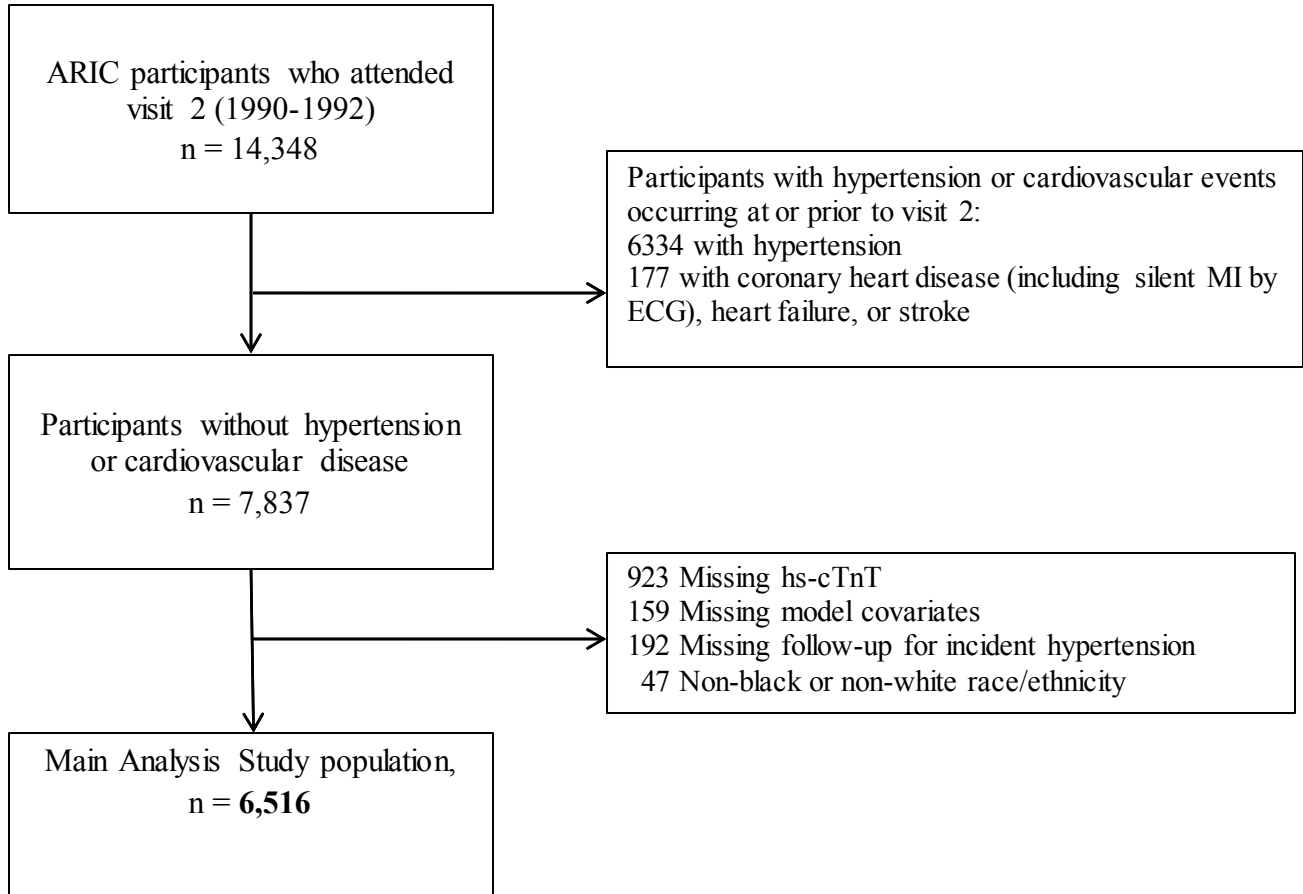 ARIC participants who attended
visit 2 (1990-1992)
n = 14,348
Participants with hypertension or cardiovascular events
occurring at or prior to visit 2:
6334 with hypertension
177 with coronary heart disease (including silent MI by
ECG), heart failure, or stroke
Participants without hypertension
or cardiovascular disease
n = 7,837
923 Missing hs-cTnT
159 Missing model covariates
192 Missing follow-up for incident hypertension
47 Non-black or non-white race/ethnicity
Main Analysis Study population,
n = 6,516